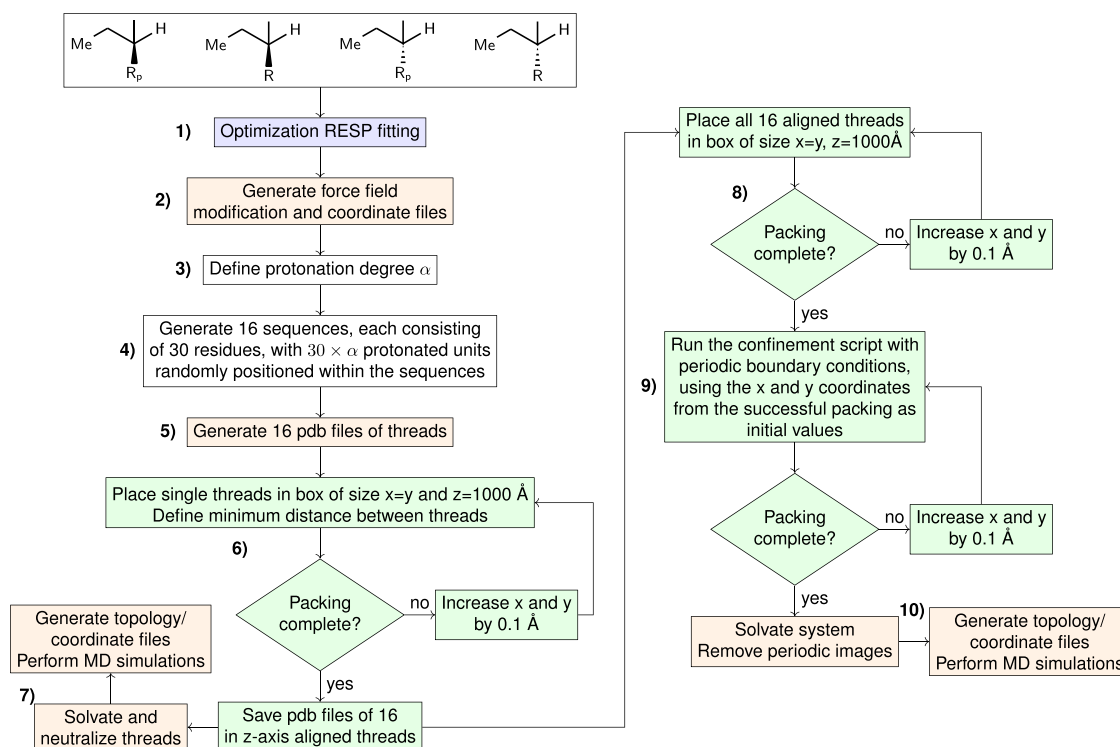 Me H Me H Me H Me H
R_p R R_p R
1) Optimization RESP fitting
2) Generate force field
modification and coordinate files
3) Define protonation degree α
4) Generate 16 sequences, each consisting
of 30 residues, with 30 × α protonated units
randomly positioned within the sequences
5) Generate 16 pdb files of threads
Place single threads in box of size x=y and z=1000 Å
Define minimum distance between threads
6)
Packing
complete?
no
Increase x and y
by 0.1 Å
yes
Save pdb files of 16
in z-axis aligned threads
7)
Solvate and
neutralize threads
Generate topology/
coordinate files
Perform MD simulations
Place all 16 aligned threads
in box of size x=y, z=1000Å
8)
Packing
complete?
no
Increase x and y
by 0.1 Å
yes
9)
Run the confinement script with
periodic boundary conditions,
using the x and y coordinates
from the successful packing as
initial values
Packing
complete?
no
Increase x and y
by 0.1 Å
yes
Solvate system
Remove periodic images
10)
Generate topology/
coordinate files
Perform MD simulations